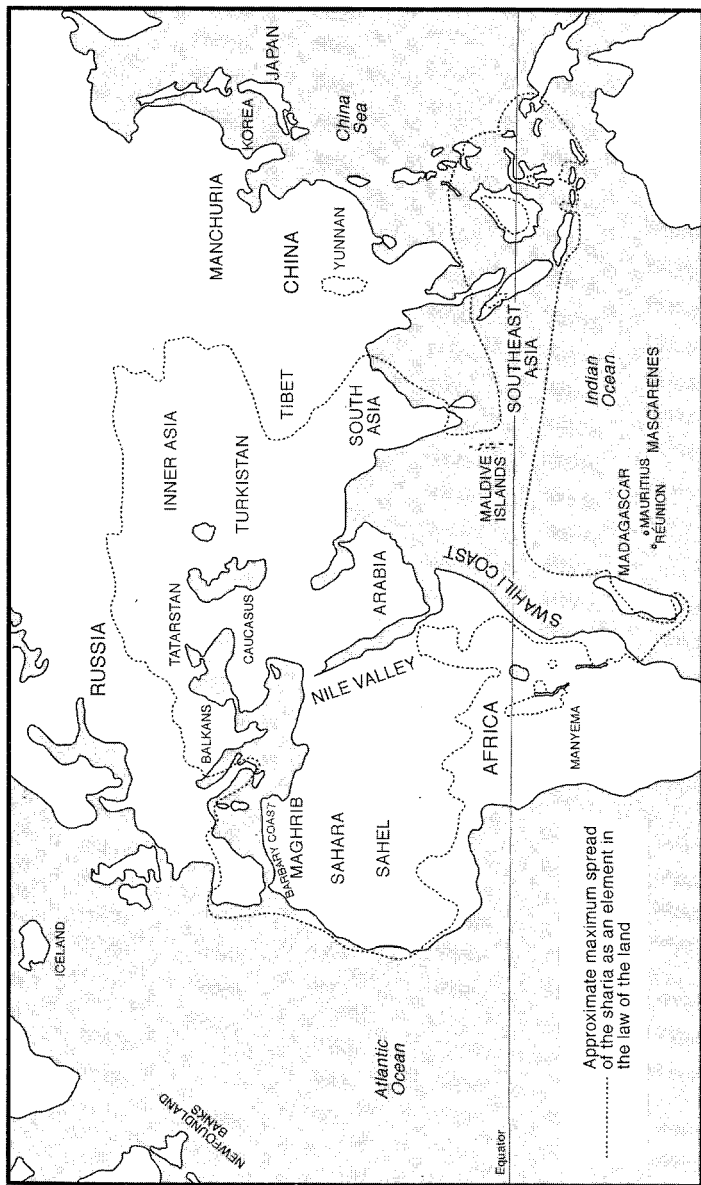 NEWFOUNDLAND
BANKS
ICELAND
Atlantic
Ocean
RUSSIA
BALKANS
TATARSTAN
CAUCASUS
INNER ASIA
TURKISTAN
MANCHURIA
KOREA
JAPAN
CHINA
China
Sea
YUNNAN
TIBET
SOUTH
ASIA
BARBARY COAST
MAGHRIB
SAHARA
SAHEL
NILE VALLEY
ARABIA
AFRICA
SWAHILI COAST
MANYEMA
MALDIVE
ISLANDS
SOUTHEAST
ASIA
Indian
Ocean
MADAGASCAR
MAURITIUS
RÉUNION
MASCARENES
Equator
Approximate maximum spread
of the sharia as an element in
the law of the land